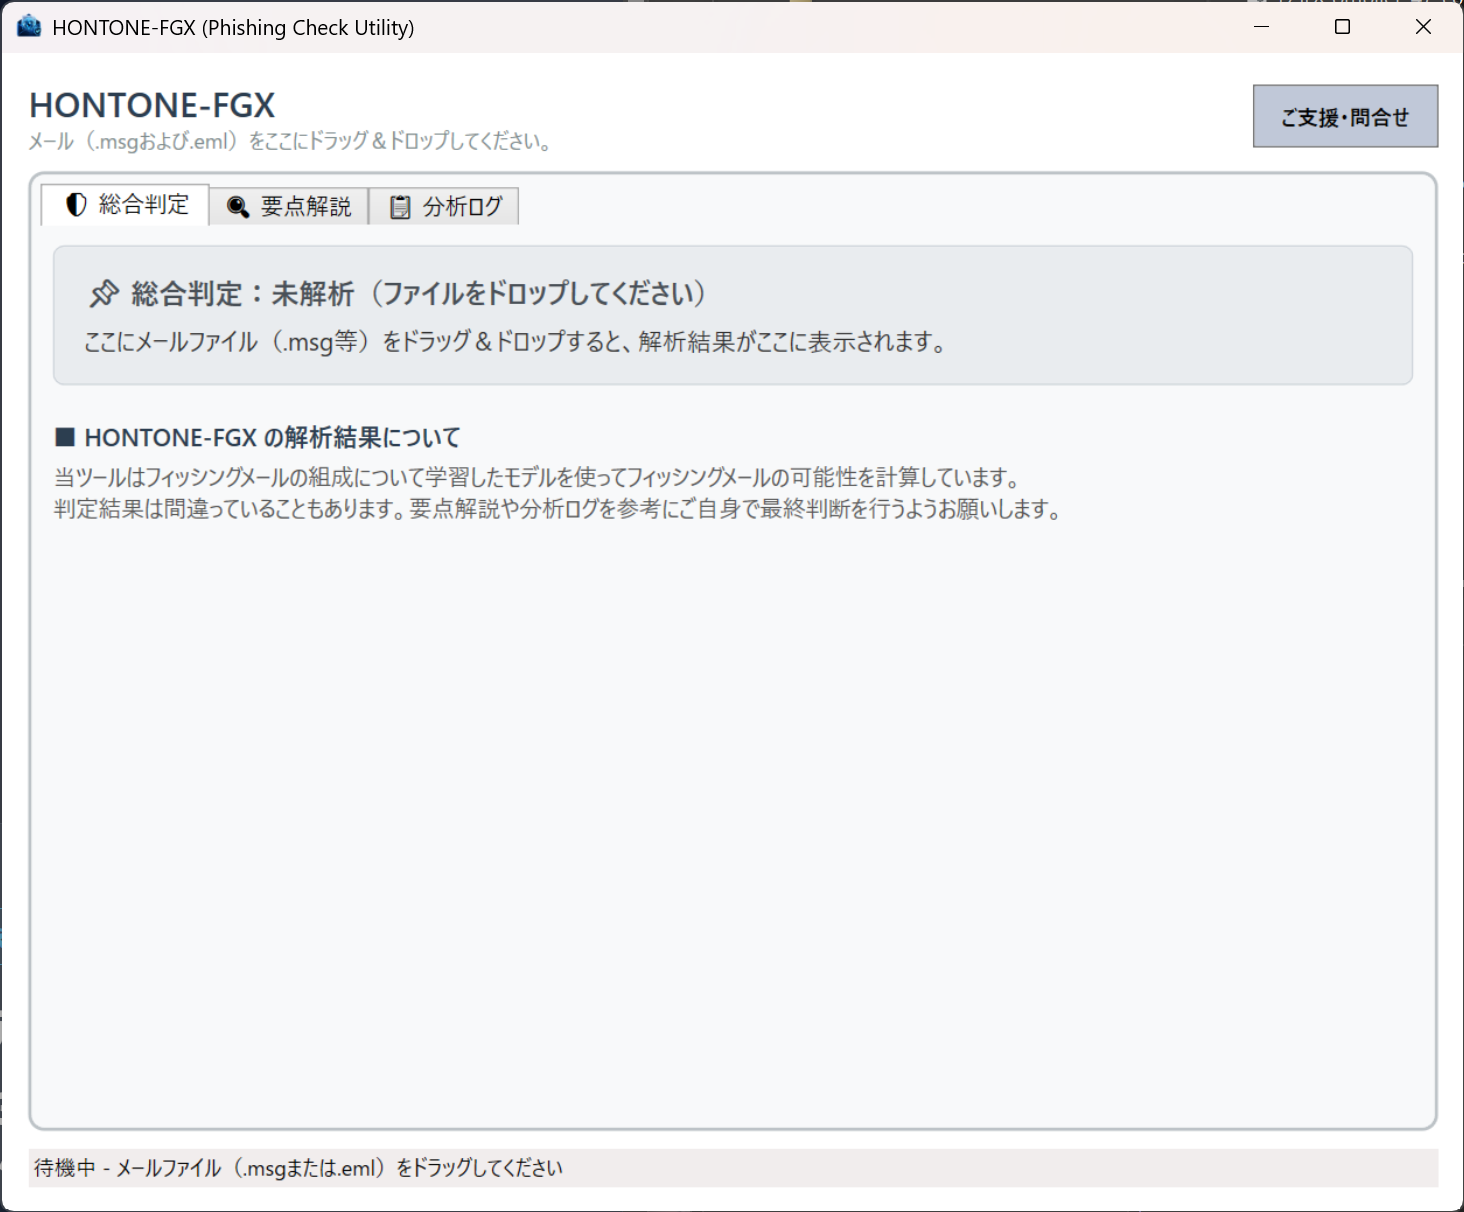 HONTONE-FGX (Phishing Check Utility)
HONTONE-FGX
ご支援・問合せ
メール（.msgおよび.eml）をここにドラッグ＆ドロップしてください。
総合判定
要点解説
分析ログ
総合判定：未解析（ファイルをドロップしてください）
ここにメールファイル（.msg等）をドラッグ＆ドロップすると、解析結果がここに表示されます。
■ HONTONE-FGX の解析結果について
当ツールはフィッシングメールの組成について学習したモデルを使ってフィッシングメールの可能性を計算しています。
判定結果は間違っていることもあります。要点解説や分析ログを参考にご自身で最終判断を行うようお願いします。
待機中 - メールファイル（.msgまたは.eml）をドラッグしてください